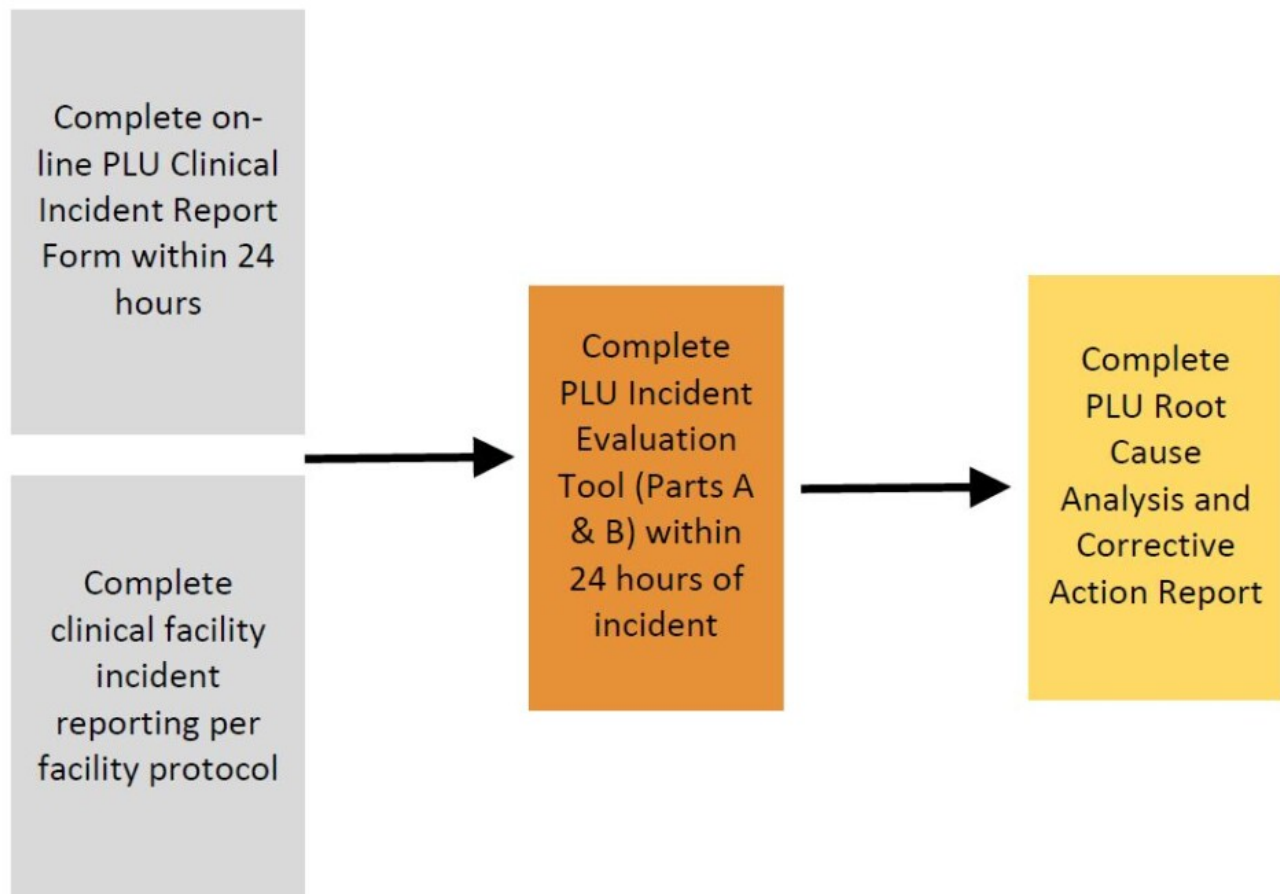 Complete on-
line PLU Clinical
Incident Report
Form within 24
hours
Complete
clinical facility
incident
reporting per
facility protocol
Complete
PLU Incident
Evaluation
Tool (Parts A
& B) within
24 hours of
incident
Complete
PLU Root
Cause
Analysis and
Corrective
Action Report